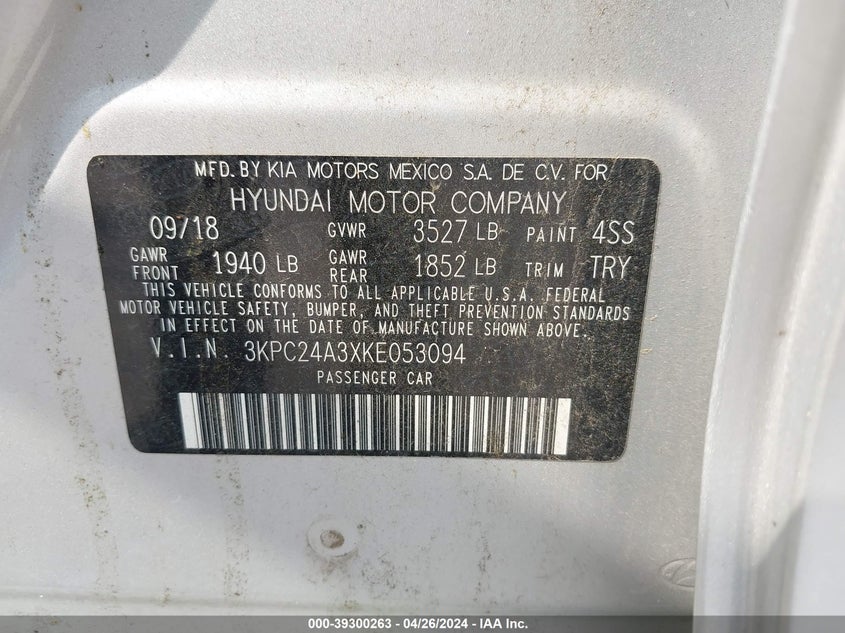 MFD. BY KIA MOTORS MEXICO S.A. DE C.V. FOR
HYUNDAI MOTOR COMPANY
09/18 GVWR 3527 LB PAINT 4SS
GAWR FRONT 1940 LB GAWR REAR 1852 LB TRIM TRY
THIS VEHICLE CONFORMS TO ALL APPLICABLE U.S.A. FEDERAL
MOTOR VEHICLE SAFETY, BUMPER, AND THEFT PREVENTION STANDARDS
IN EFFECT ON THE DATE OF MANUFACTURE SHOWN ABOVE.
V.I.N. 3KPC24A3XKE053094
PASSENGER CAR
000-39300263 - 04/26/2024 - IAA Inc.